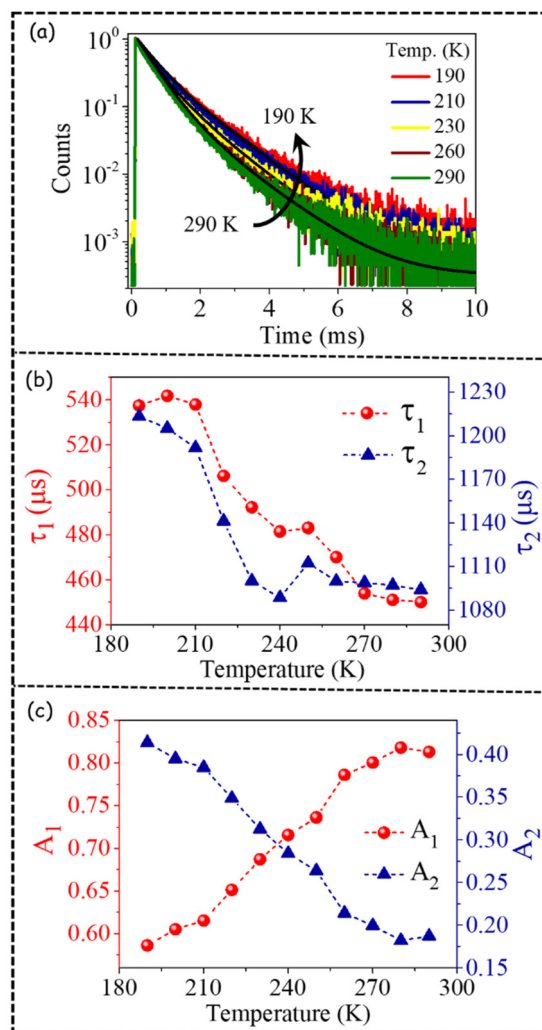 (a)
Counts
10⁰
10⁻¹
10⁻²
10⁻³
Temp. (K)
190
210
230
260
290
190 K
290 K
0 2 4 6 8 10
Time (ms)
(b)
τ₁ (μs)
540
520
500
480
460
440
τ₁
τ₂
1230
1200
1170
1140
1110
1080
τ₂ (μs)
180 210 240 270 300
Temperature (K)
(c)
A₁
0.85
0.80
0.75
0.70
0.65
0.60
A₁
A₂
0.40
0.35
0.30
0.25
0.20
0.15
A₂
180 210 240 270 300
Temperature (K)